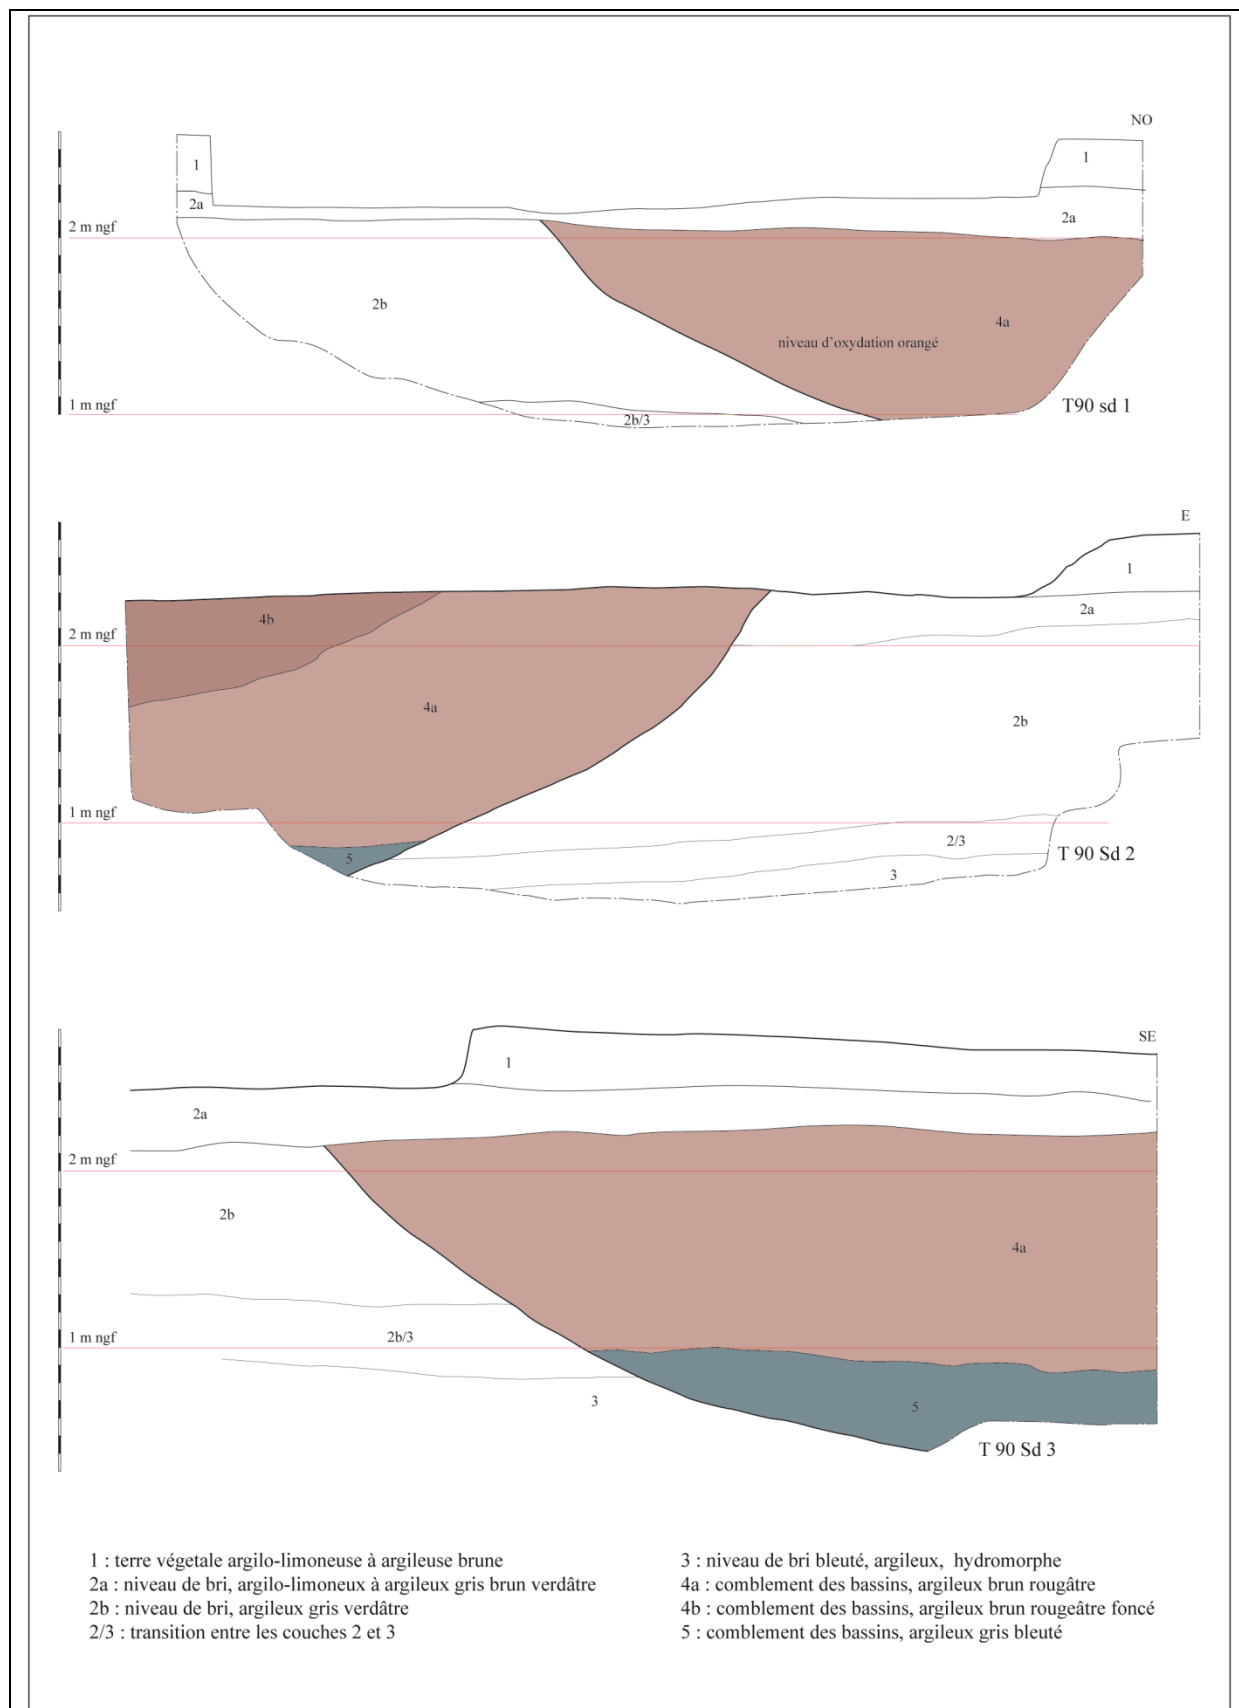 NO
1
1
2a
2a
2 m ngf
2b
4a
niveau d'oxydation orangé
1 m ngf
2b/3
T90 sd 1
E
1
4b
2a
2 m ngf
4a
2b
1 m ngf
2/3
5
T 90 Sd 2
3
SE
1
2a
2 m ngf
2b
4a
1 m ngf
2b/3
3
5
T 90 Sd 3
1 : terre végetale argilo-limoneuse à argileuse brune
2a : niveau de bri, argilo-limoneux à argileux gris brun verdâtre
2b : niveau de bri, argileux gris verdâtre
2/3 : transition entre les couches 2 et 3
3 : niveau de bri bleuté, argileux, hydromorphe
4a : comblement des bassins, argileux brun rougâtre
4b : comblement des bassins, argileux brun rougeâtre foncé
5 : comblement des bassins, argileux gris bleuté